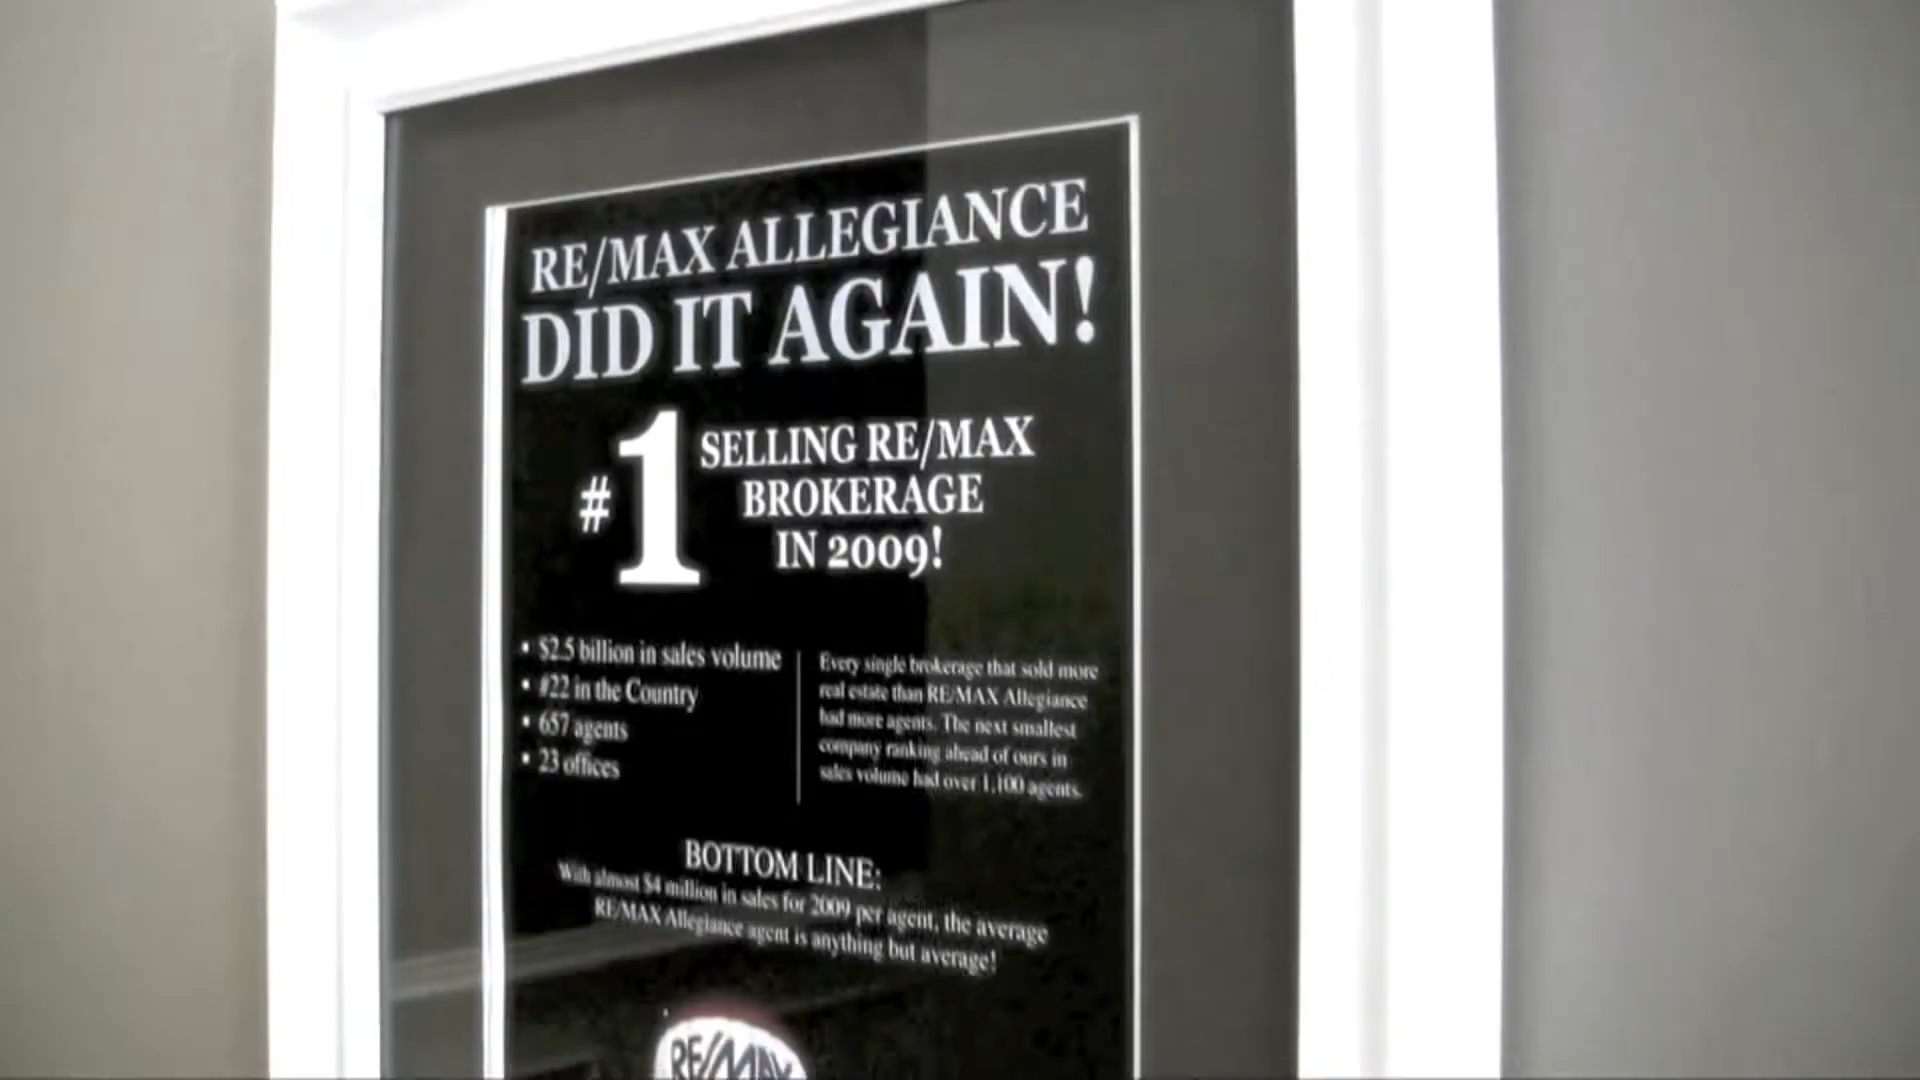 RE/MAX ALLEGIANCE
DID IT AGAIN!
#1
SELLING RE/MAX
BROKERAGE
IN 2009!
• $2.5 billion in sales volume
• #22 in the Country
• 657 agents
• 23 offices
Every single brokerage that sold more
real estate than RE/MAX Allegiance
had more agents. The next smallest
company ranking ahead of ours in
sales volume had over 1,100 agents.
BOTTOM LINE:
With almost $4 million in sales for 2009 per agent, the average
RE/MAX Allegiance agent is anything but average!
RE/MAX